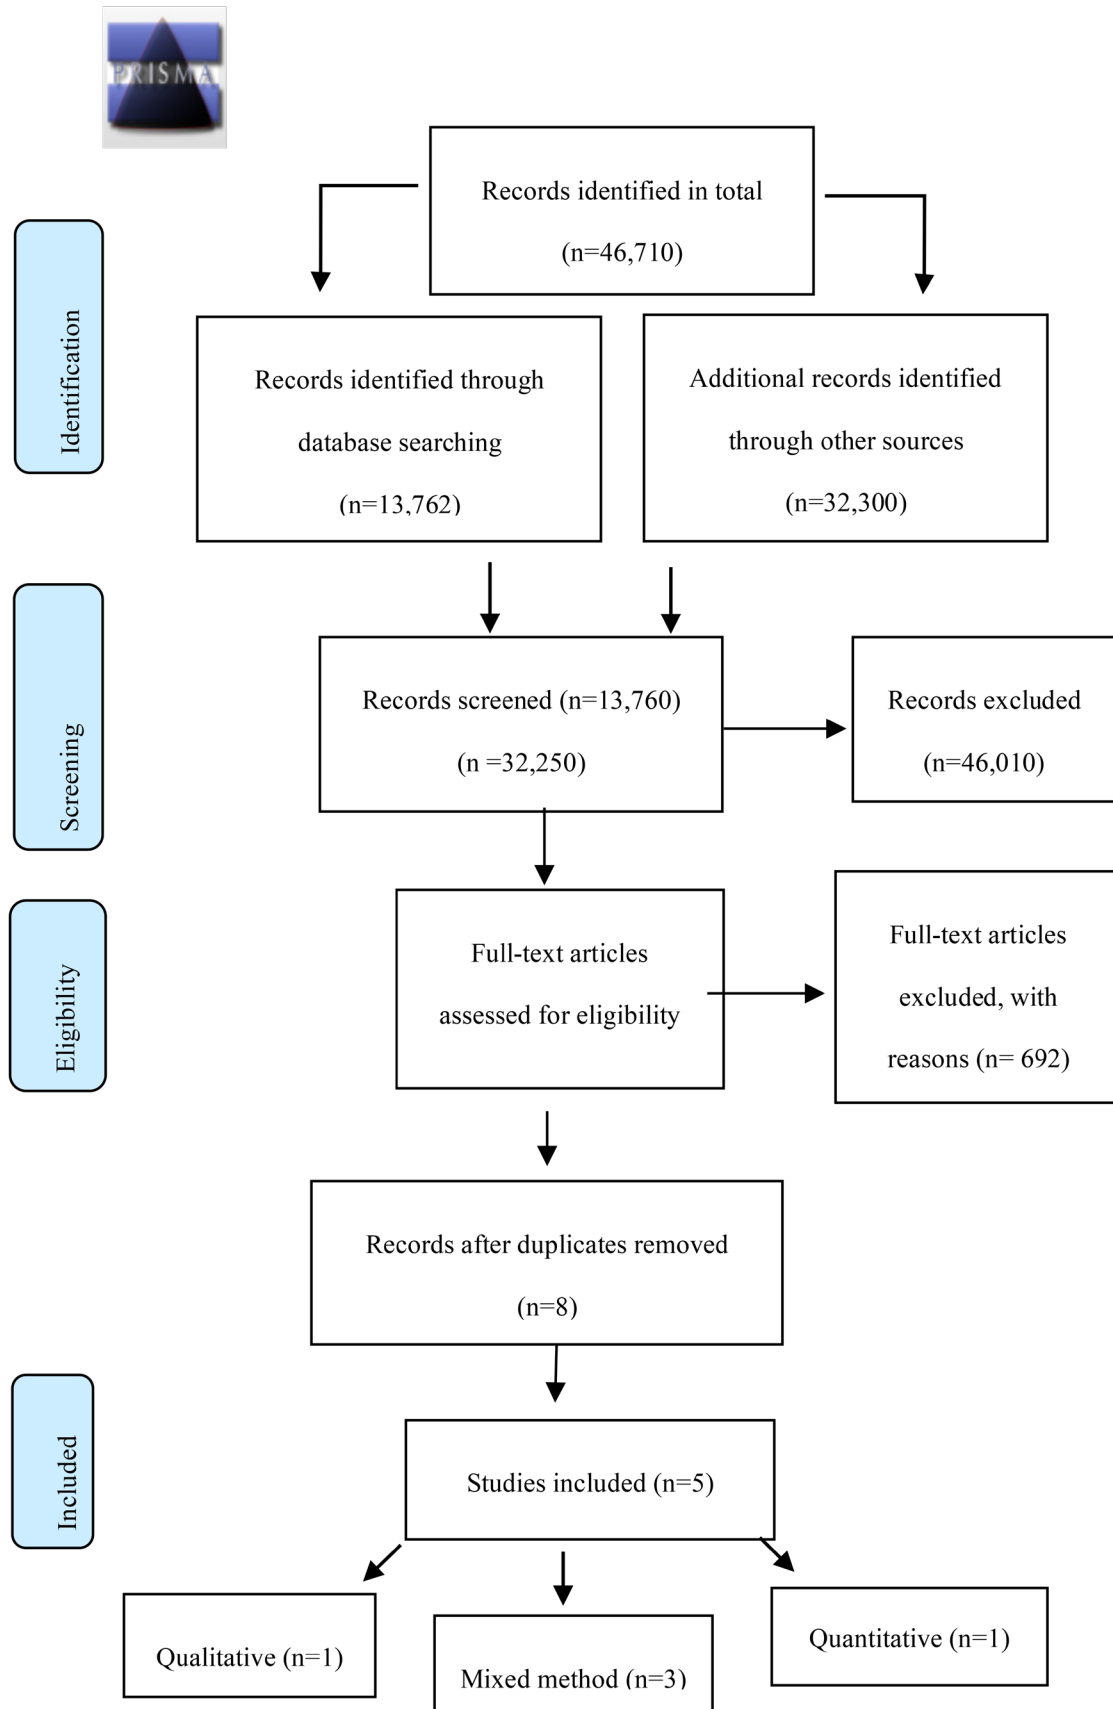 PRISMA
Records identified in total
(n=46,710)
Identification
Records identified through
database searching
(n=13,762)
Additional records identified
through other sources
(n=32,300)
Screening
Records screened (n=13,760)
(n =32,250)
Records excluded
(n=46,010)
Eligibility
Full-text articles
assessed for eligibility
Full-text articles
excluded, with
reasons (n= 692)
Records after duplicates removed
(n=8)
Included
Studies included (n=5)
Qualitative (n=1)
Mixed method (n=3)
Quantitative (n=1)